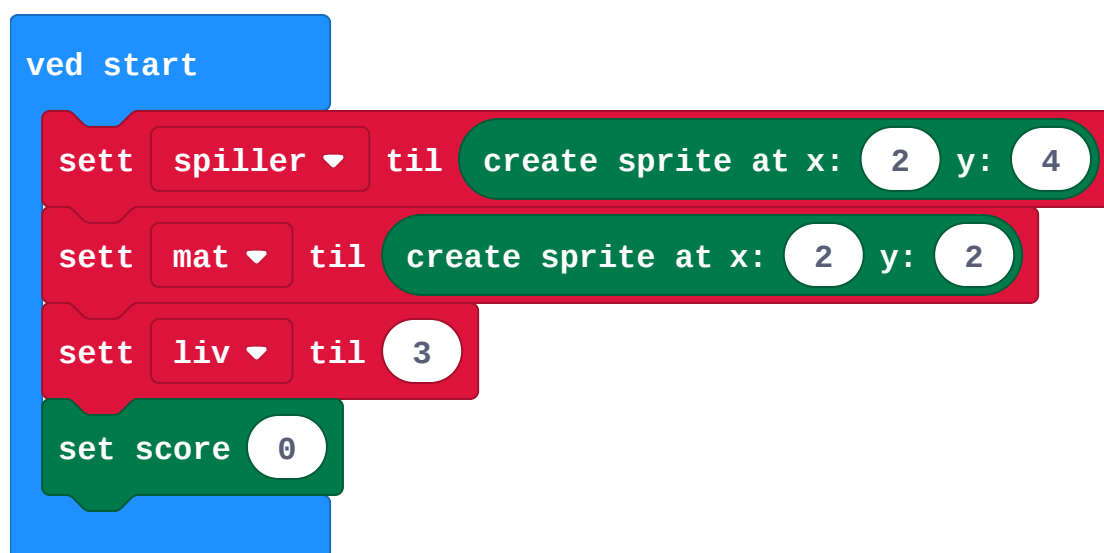 ved start
sett spiller til create sprite at x: 2 y: 4
sett mat til create sprite at x: 2 y: 2
sett liv til 3
set score 0